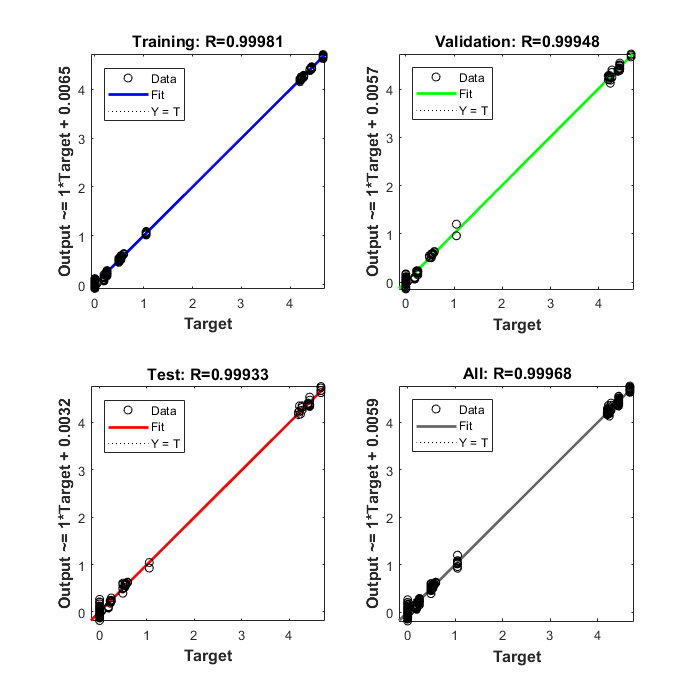 Training: R=0.99981
Output ~= 1*Target + 0.0065
Data
Fit
Y = T
4
3
2
1
0
0 1 2 3 4
Target
Validation: R=0.99948
Output ~= 1*Target + 0.0057
Data
Fit
Y = T
4
3
2
1
0
0 1 2 3 4
Target
Test: R=0.99933
Output ~= 1*Target + 0.0032
Data
Fit
Y = T
4
3
2
1
0
0 1 2 3 4
Target
All: R=0.99968
Output ~= 1*Target + 0.0059
Data
Fit
Y = T
4
3
2
1
0
0 1 2 3 4
Target